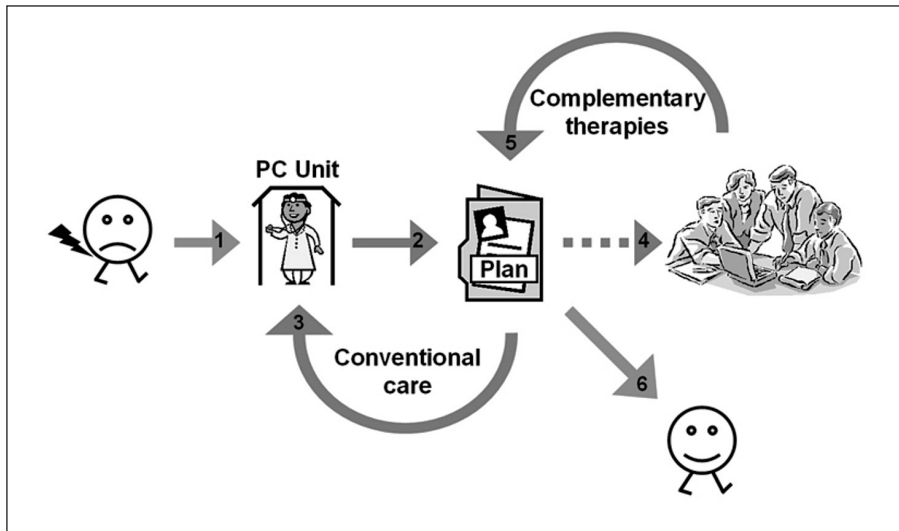 Complementary
therapies
5
PC Unit
1
2
Plan
4
3
Conventional
care
6